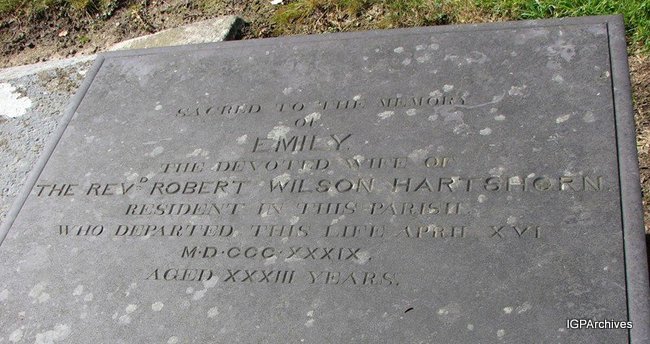 SACRED TO THE MEMORY
OF
EMILY.
THE DEVOTED WIFE OF
THE REV.D ROBERT WILSON HARTSHORN.
RESIDENT IN THIS PARISH.
WHO DEPARTED THIS LIFE APRIL XVI
M·D·CCC·XXXIX.
AGED XXXIII YEARS.
IGPArchives